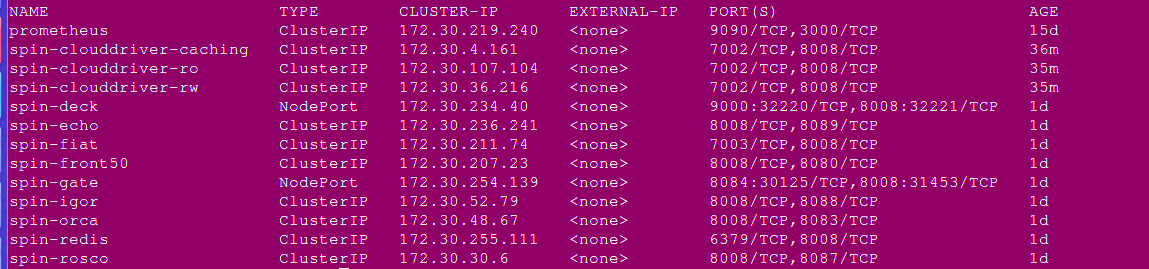 NAME TYPE CLUSTER-IP EXTERNAL-IP PORT(S) AGE
prometheus ClusterIP 172.30.219.240 <none> 9090/TCP,3000/TCP 15d
spin-clouddriver-caching ClusterIP 172.30.4.161 <none> 7002/TCP,8008/TCP 36m
spin-clouddriver-ro ClusterIP 172.30.107.104 <none> 7002/TCP,8008/TCP 35m
spin-clouddriver-rw ClusterIP 172.30.36.216 <none> 7002/TCP,8008/TCP 35m
spin-deck NodePort 172.30.234.40 <none> 9000:32220/TCP,8008:32221/TCP 1d
spin-echo ClusterIP 172.30.236.241 <none> 8008/TCP,8089/TCP 1d
spin-fiat ClusterIP 172.30.211.74 <none> 7003/TCP,8008/TCP 1d
spin-front50 ClusterIP 172.30.207.23 <none> 8008/TCP,8080/TCP 1d
spin-gate NodePort 172.30.254.139 <none> 8084:30125/TCP,8008:31453/TCP 1d
spin-igor ClusterIP 172.30.52.79 <none> 8008/TCP,8088/TCP 1d
spin-orca ClusterIP 172.30.48.67 <none> 8008/TCP,8083/TCP 1d
spin-redis ClusterIP 172.30.255.111 <none> 6379/TCP,8008/TCP 1d
spin-rosco ClusterIP 172.30.30.6 <none> 8008/TCP,8087/TCP 1d